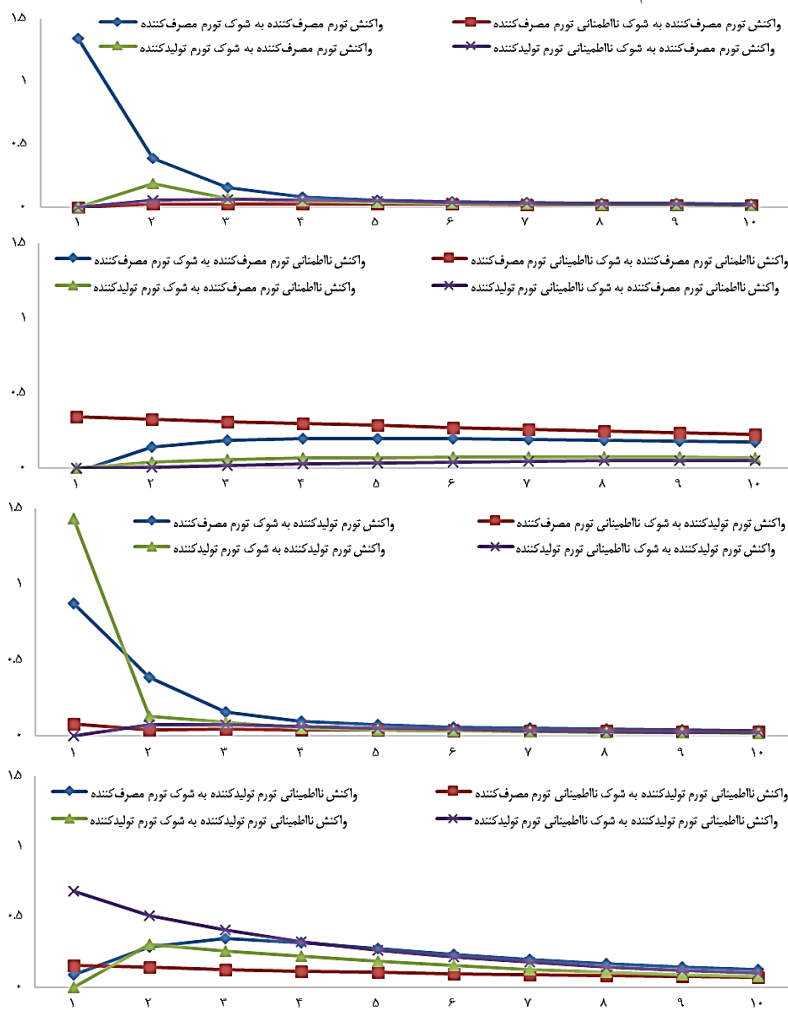 ۱.۵
واکنش تورم مصرف‌کننده به شوک نااطمنانی تورم مصرف‌کننده
واکنش تورم مصرف‌کننده به شوک تورم مصرف‌کننده
واکنش تورم مصرف‌کننده به شوک نااطمینانی تورم تولیدکننده
واکنش تورم مصرف‌کننده به شوک تورم تولیدکننده
۱
۰.۵
۰
۱ ۲ ۳ ۴ ۵ ۶ ۷ ۸ ۹ ۱۰
۱.۵
واکنش نااطمنانی تورم مصرف‌کننده به شوک نااطمینانی تورم مصرف‌کننده
واکنش نااطمنانی تورم مصرف‌کننده به شوک تورم مصرف‌کننده
واکنش نااطمنانی تورم مصرف‌کننده به شوک نااطمینانی تورم تولیدکننده
واکنش نااطمنانی تورم مصرف‌کننده به شوک تورم تولیدکننده
۱
۰.۵
۰
۱ ۲ ۳ ۴ ۵ ۶ ۷ ۸ ۹ ۱۰
۱.۵
واکنش تورم تولیدکننده به شوک نااطمینانی تورم مصرف‌کننده
واکنش تورم تولیدکننده به شوک تورم مصرف‌کننده
واکنش تورم تولیدکننده به شوک نااطمینانی تورم تولیدکننده
واکنش تورم تولیدکننده به شوک تورم تولیدکننده
۱
۰.۵
۰
۱ ۲ ۳ ۴ ۵ ۶ ۷ ۸ ۹ ۱۰
۱.۵
واکنش نااطمینانی تورم تولیدکننده به شوک نااطمینانی تورم مصرف‌کننده
واکنش نااطمینانی تورم تولیدکننده به شوک تورم مصرف‌کننده
واکنش نااطمینانی تورم تولیدکننده به شوک نااطمینانی تورم تولیدکننده
واکنش نااطمینانی تورم تولیدکننده به شوک تورم تولیدکننده
۱
۰.۵
۰
۱ ۲ ۳ ۴ ۵ ۶ ۷ ۸ ۹ ۱۰